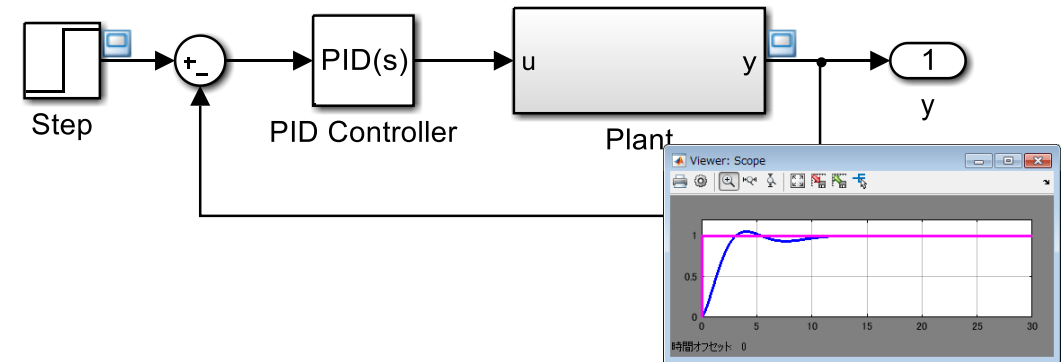 PID(s)
u
y
1
Step
PID Controller
Plant
y
Viewer: Scope
1
0.5
0
0 5 10 15 20 25 30
時間オフセット: 0